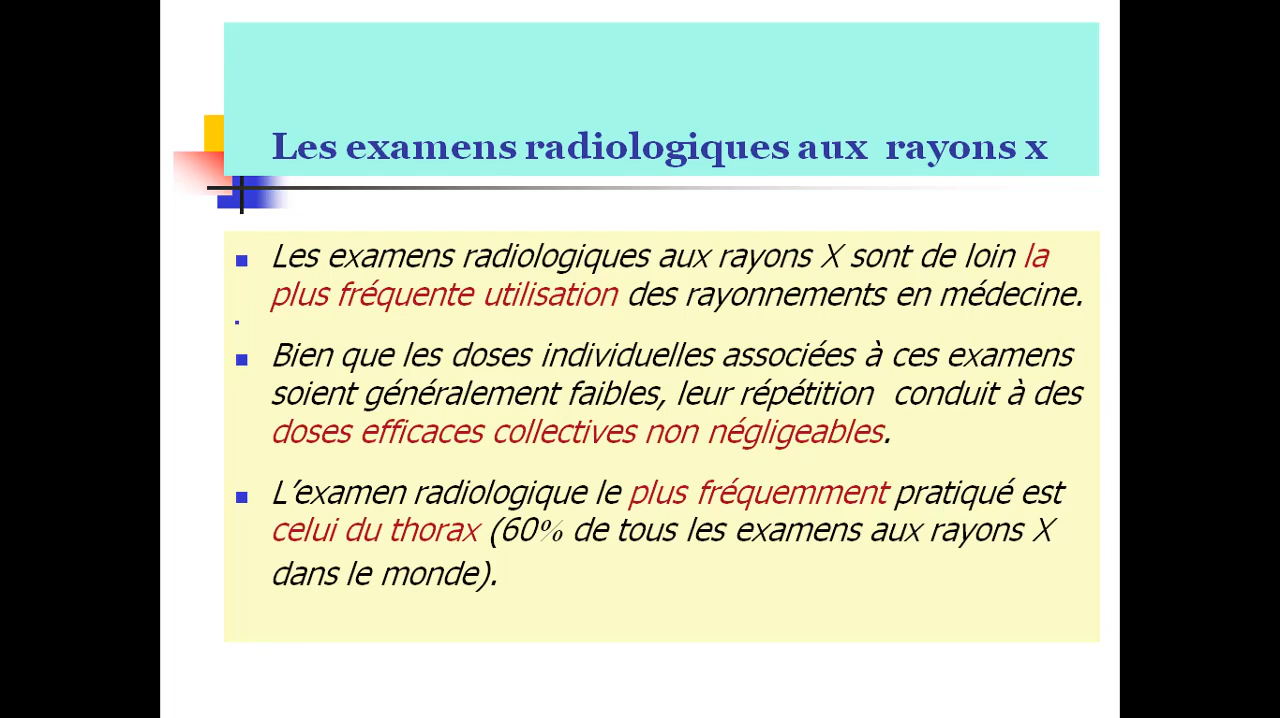 Les examens radiologiques aux  rayons x
Les examens radiologiques aux rayons X sont de loin la
plus fréquente utilisation des rayonnements en médecine.
Bien que les doses individuelles associées à ces examens
soient généralement faibles, leur répétition  conduit à des
doses efficaces collectives non négligeables.
L’examen radiologique le plus fréquemment pratiqué est
celui du thorax (60% de tous les examens aux rayons X
dans le monde).